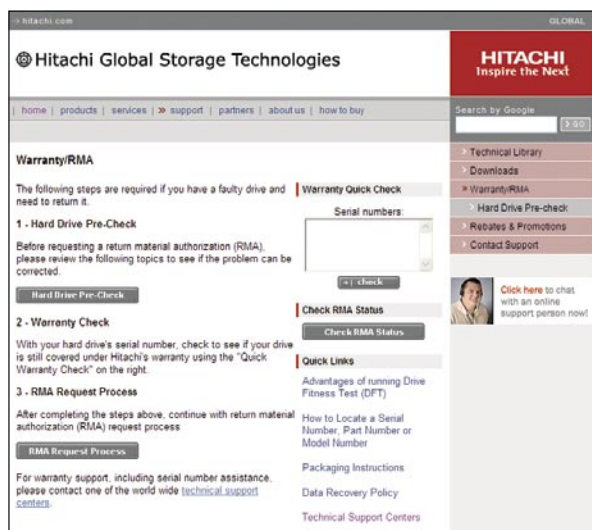 hitachi.com
GLOBAL
Hitachi Global Storage Technologies
HITACHI
Inspire the Next
| home | products | services | » support | partners | about us | how to buy
Search by Google
GO
Warranty/RMA
The following steps are required if you have a faulty drive and
need to return it.
1 - Hard Drive Pre-Check
Before requesting a return material authorization (RMA),
please review the following topics to see if the problem can be
corrected.
Hard Drive Pre-Check
2 - Warranty Check
With your hard drive's serial number, check to see if your drive
is still covered under Hitachi's warranty using the "Quick
Warranty Check" on the right.
3 - RMA Request Process
After completing the steps above, continue with return material
authorization (RMA) request process
RMA Request Process
For warranty support, including serial number assistance,
please contact one of the world wide technical support
centers.
Warranty Quick Check
Serial numbers:
check
Check RMA Status
Check RMA Status
Quick Links
Advantages of running Drive
Fitness Test (DFT)
How to Locate a Serial
Number, Part Number or
Model Number
Packaging Instructions
Data Recovery Policy
Technical Support Centers
Technical Library
Downloads
» Warranty/RMA
Hard Drive Pre-check
Rebates & Promotions
Contact Support
Click here to chat
with an online
support person now!